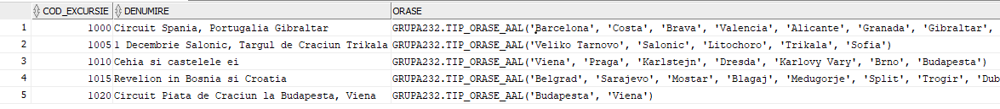 COD_EXCURSIE DENUMIRE ORASE
1 1000 Circuit Spania, Portugalia Gibraltar GRUPA232.TIP_ORASE_AAL('Barcelona', 'Costa', 'Brava', 'Valencia', 'Alicante', 'Granada', 'Gibraltar',
2 1005 1 Decembrie Salonic, Targul de Craciun Trikala GRUPA232.TIP_ORASE_AAL('Veliko Tarnovo', 'Salonic', 'Litochoro', 'Trikala', 'Sofia')
3 1010 Cehia si castelele ei GRUPA232.TIP_ORASE_AAL('Viena', 'Praga', 'Karlstejn', 'Dresda', 'Karlovy Vary', 'Brno', 'Budapesta')
4 1015 Revelion in Bosnia si Croatia GRUPA232.TIP_ORASE_AAL('Belgrad', 'Sarajevo', 'Mostar', 'Blagaj', 'Medugorje', 'Split', 'Trogir', 'Dub
5 1020 Circuit Piata de Craciun la Budapesta, Viena GRUPA232.TIP_ORASE_AAL('Budapesta', 'Viena')